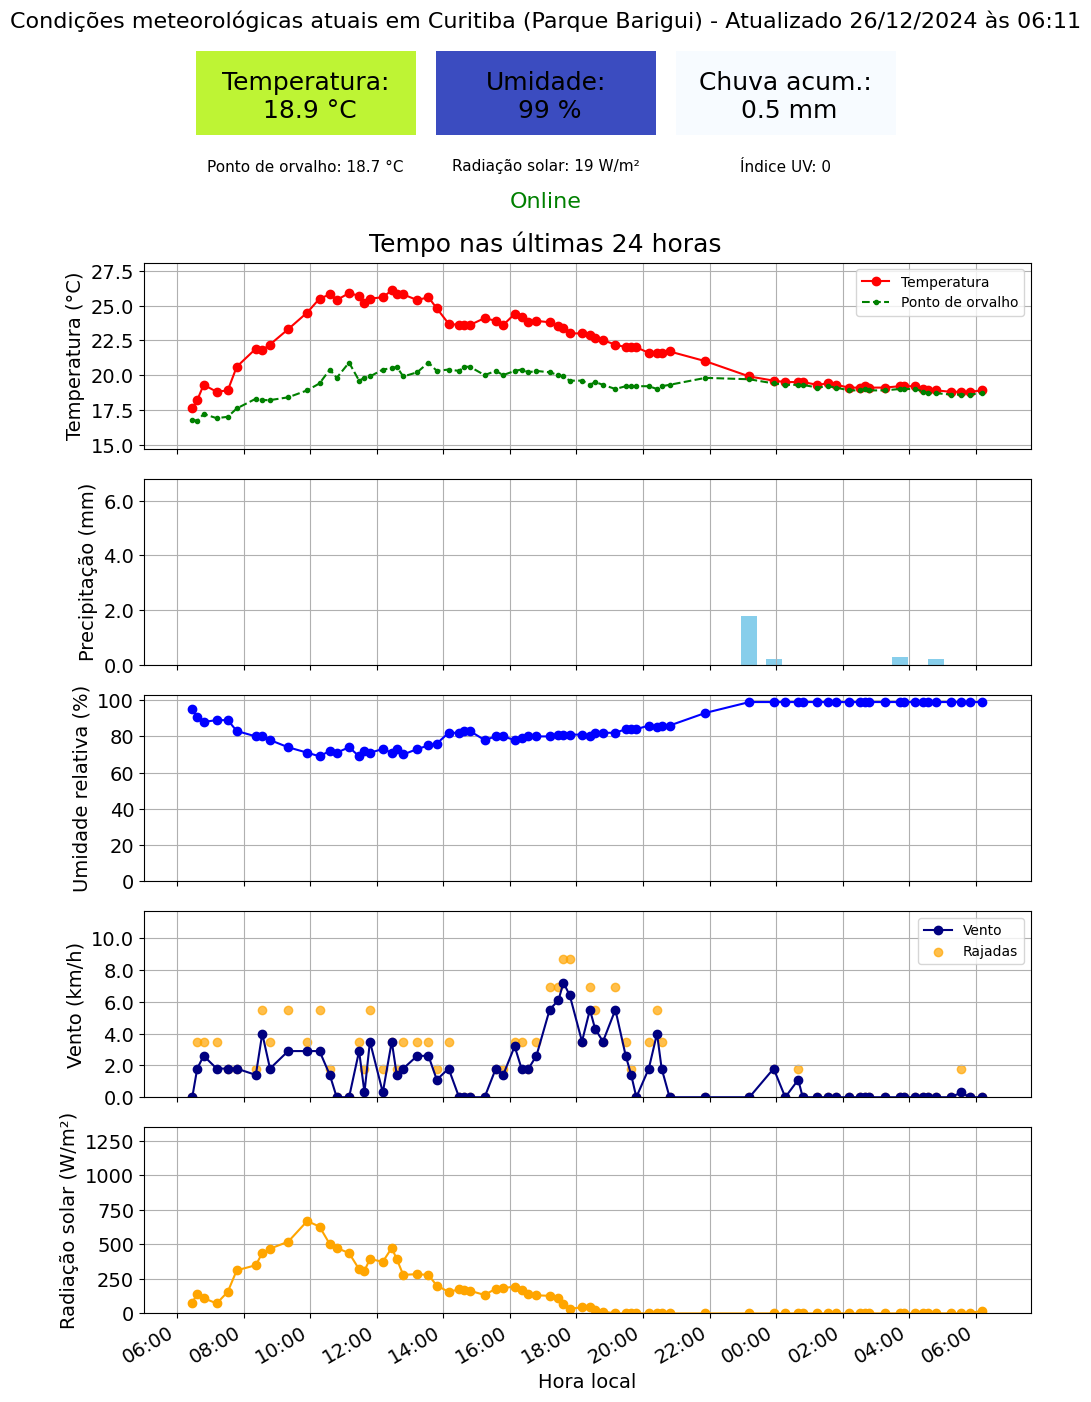 Condições meteorológicas atuais em Curitiba (Parque Barigui) - Atualizado 26/12/2024 às 06:11
Temperatura:
18.9 °C
Umidade:
99 %
Chuva acum.:
0.5 mm
Ponto de orvalho: 18.7 °C
Radiação solar: 19 W/m²
Índice UV: 0
Online
Tempo nas últimas 24 horas
Temperatura (°C)
27.5
25.0
22.5
20.0
17.5
15.0
Temperatura
Ponto de orvalho
Precipitação (mm)
6.0
4.0
2.0
0.0
Umidade relativa (%)
100
80
60
40
20
0
Vento (km/h)
10.0
8.0
6.0
4.0
2.0
0.0
Vento
Rajadas
Radiação solar (W/m²)
1250
1000
750
500
250
0
06:00
08:00
10:00
12:00
14:00
16:00
18:00
20:00
22:00
00:00
02:00
04:00
06:00
Hora local